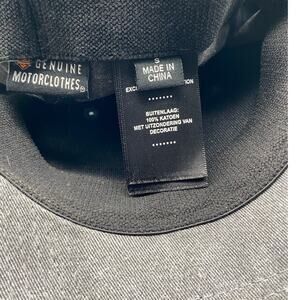 GENUINE
MOTORCLOTHES®
S
MADE IN
CHINA
•••••••
BUITENLAAG:
100% KATOEN
MET UITZONDERING VAN
DECORATIE
•••••••